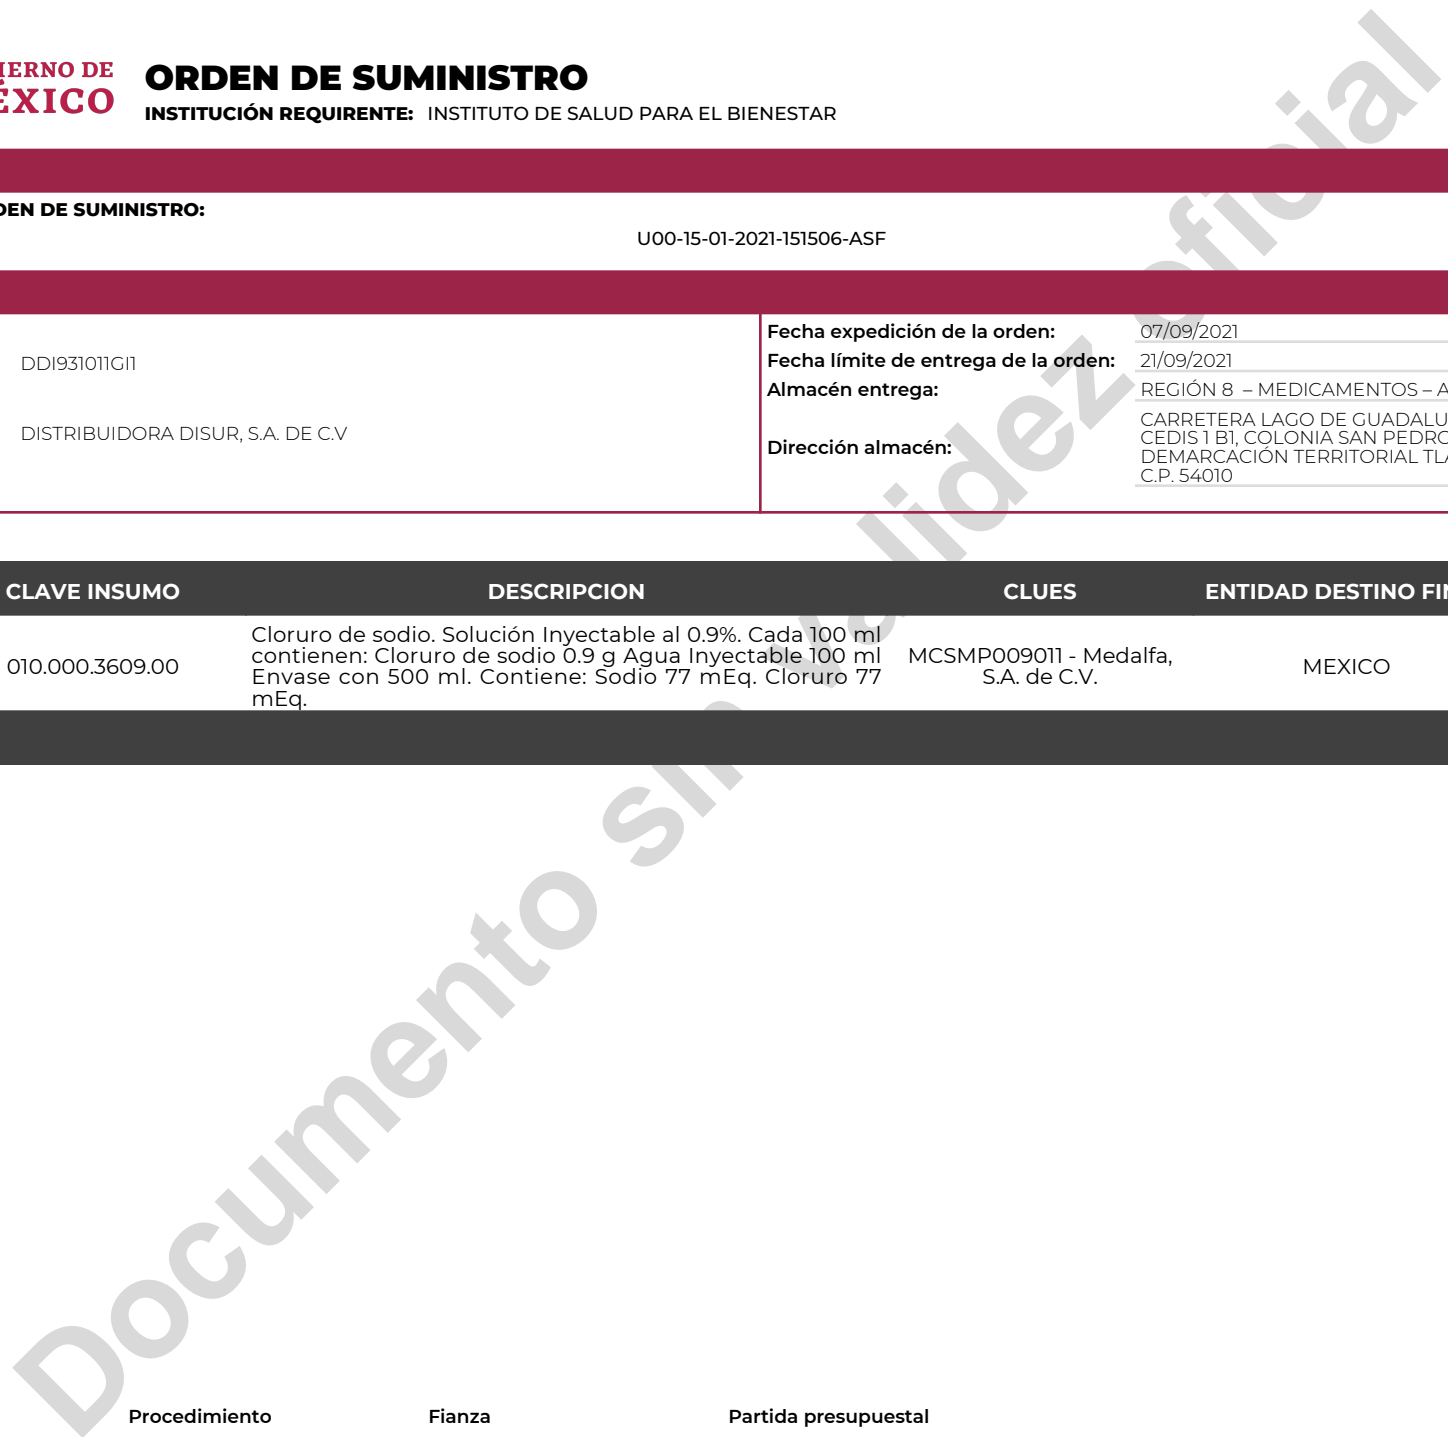 IERNO DE
ÉXICO
ORDEN DE SUMINISTRO
INSTITUCIÓN REQUIRENTE: INSTITUTO DE SALUD PARA EL BIENESTAR
DEN DE SUMINISTRO:
U00-15-01-2021-151506-ASF
DDI931011GI1
DISTRIBUIDORA DISUR, S.A. DE C.V
Fecha expedición de la orden: 07/09/2021
Fecha límite de entrega de la orden: 21/09/2021
Almacén entrega: REGIÓN 8 – MEDICAMENTOS – A
Dirección almacén: CARRETERA LAGO DE GUADALU
CEDIS 1 B1, COLONIA SAN PEDRO
DEMARCACIÓN TERRITORIAL TLA
C.P. 54010
CLAVE INSUMO DESCRIPCION CLUES ENTIDAD DESTINO FIN
010.000.3609.00
Cloruro de sodio. Solución Inyectable al 0.9%. Cada 100 ml
contienen: Cloruro de sodio 0.9 g Agua Inyectable 100 ml
Envase con 500 ml. Contiene: Sodio 77 mEq. Cloruro 77
mEq.
MCSMP009011 - Medalfa,
S.A. de C.V.
MEXICO
Documento sin validez oficial
Procedimiento Fianza Partida presupuestal